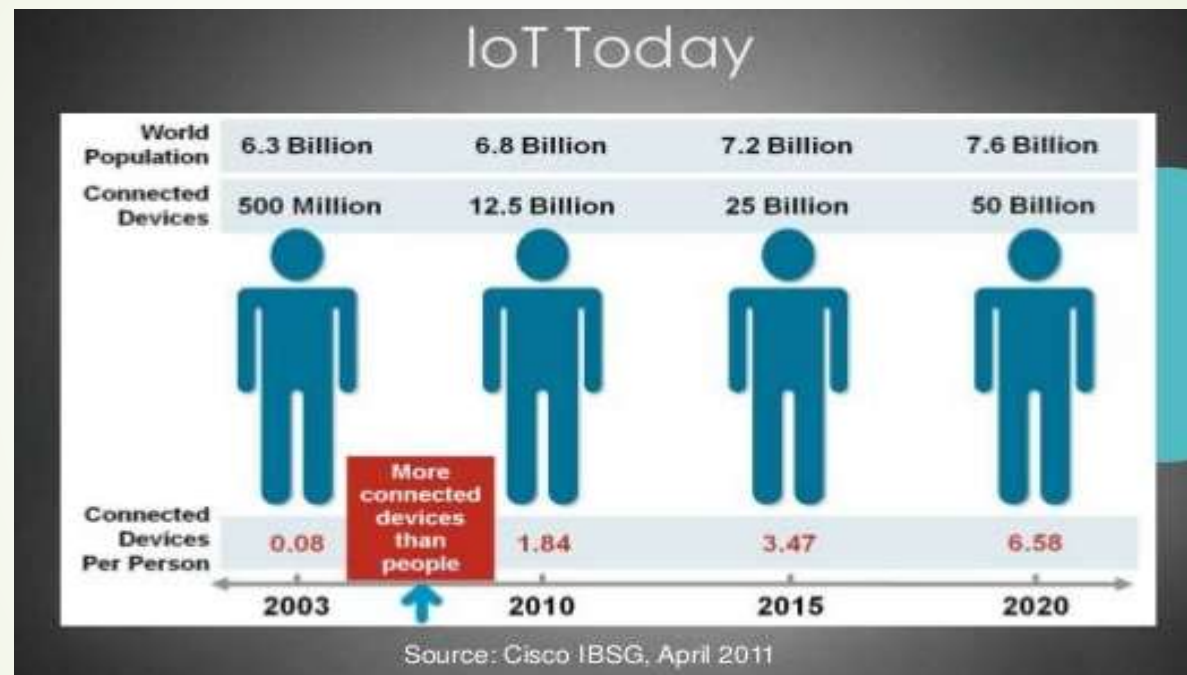 IoT Today
World
Population
6.3 Billion 6.8 Billion 7.2 Billion 7.6 Billion
Connected
Devices
500 Million 12.5 Billion 25 Billion 50 Billion
More
connected
devices
than
people
Connected
Devices
Per Person
0.08 1.84 3.47 6.58
2003 2010 2015 2020
Source: Cisco IBSG, April 2011